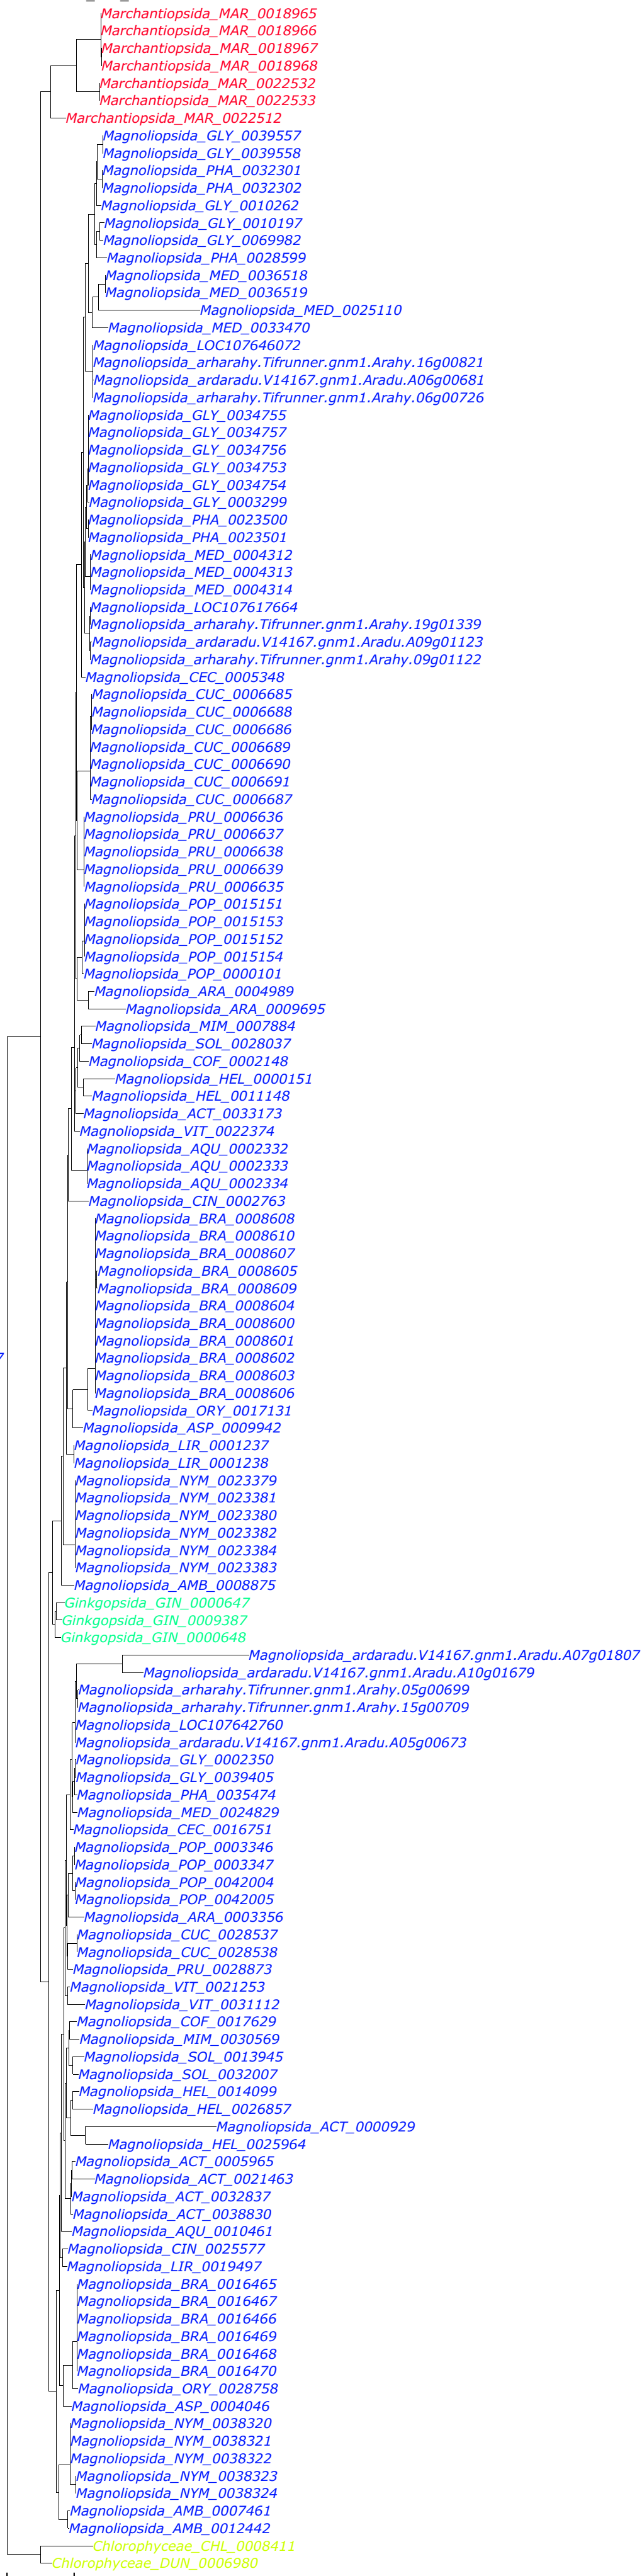 Marchantiopsida_MAR_0018965
Marchantiopsida_MAR_0018966
Marchantiopsida_MAR_0018967
Marchantiopsida_MAR_0018968
Marchantiopsida_MAR_0022532
Marchantiopsida_MAR_0022533
Marchantiopsida_MAR_0022512
Magnoliopsida_GLY_0039557
Magnoliopsida_GLY_0039558
Magnoliopsida_PHA_0032301
Magnoliopsida_PHA_0032302
Magnoliopsida_GLY_0010262
Magnoliopsida_GLY_0010197
Magnoliopsida_GLY_0069982
Magnoliopsida_PHA_0028599
Magnoliopsida_MED_0036518
Magnoliopsida_MED_0036519
Magnoliopsida_MED_0025110
Magnoliopsida_MED_0033470
Magnoliopsida_LOC107646072
Magnoliopsida_arharahy.Tifrunner.gnm1.Arahy.16g00821
Magnoliopsida_ardaradu.V14167.gnm1.Aradu.A06g00681
Magnoliopsida_arharahy.Tifrunner.gnm1.Arahy.06g00726
Magnoliopsida_GLY_0034755
Magnoliopsida_GLY_0034757
Magnoliopsida_GLY_0034756
Magnoliopsida_GLY_0034753
Magnoliopsida_GLY_0034754
Magnoliopsida_GLY_0003299
Magnoliopsida_PHA_0023500
Magnoliopsida_PHA_0023501
Magnoliopsida_MED_0004312
Magnoliopsida_MED_0004313
Magnoliopsida_MED_0004314
Magnoliopsida_LOC107617664
Magnoliopsida_arharahy.Tifrunner.gnm1.Arahy.19g01339
Magnoliopsida_ardaradu.V14167.gnm1.Aradu.A09g01123
Magnoliopsida_arharahy.Tifrunner.gnm1.Arahy.09g01122
Magnoliopsida_CEC_0005348
Magnoliopsida_CUC_0006685
Magnoliopsida_CUC_0006688
Magnoliopsida_CUC_0006686
Magnoliopsida_CUC_0006689
Magnoliopsida_CUC_0006690
Magnoliopsida_CUC_0006691
Magnoliopsida_CUC_0006687
Magnoliopsida_PRU_0006636
Magnoliopsida_PRU_0006637
Magnoliopsida_PRU_0006638
Magnoliopsida_PRU_0006639
Magnoliopsida_PRU_0006635
Magnoliopsida_POP_0015151
Magnoliopsida_POP_0015153
Magnoliopsida_POP_0015152
Magnoliopsida_POP_0015154
Magnoliopsida_POP_0000101
Magnoliopsida_ARA_0004989
Magnoliopsida_ARA_0009695
Magnoliopsida_MIM_0007884
Magnoliopsida_SOL_0028037
Magnoliopsida_COF_0002148
Magnoliopsida_HEL_0000151
Magnoliopsida_HEL_0011148
Magnoliopsida_ACT_0033173
Magnoliopsida_VIT_0022374
Magnoliopsida_AQU_0002332
Magnoliopsida_AQU_0002333
Magnoliopsida_AQU_0002334
Magnoliopsida_CIN_0002763
Magnoliopsida_BRA_0008608
Magnoliopsida_BRA_0008610
Magnoliopsida_BRA_0008607
Magnoliopsida_BRA_0008605
Magnoliopsida_BRA_0008609
Magnoliopsida_BRA_0008604
Magnoliopsida_BRA_0008600
Magnoliopsida_BRA_0008601
Magnoliopsida_BRA_0008602
Magnoliopsida_BRA_0008603
Magnoliopsida_BRA_0008606
Magnoliopsida_ORY_0017131
Magnoliopsida_ASP_0009942
Magnoliopsida_LIR_0001237
Magnoliopsida_LIR_0001238
Magnoliopsida_NYM_0023379
Magnoliopsida_NYM_0023381
Magnoliopsida_NYM_0023380
Magnoliopsida_NYM_0023382
Magnoliopsida_NYM_0023384
Magnoliopsida_NYM_0023383
Magnoliopsida_AMB_0008875
Ginkgopsida_GIN_0000647
Ginkgopsida_GIN_0009387
Ginkgopsida_GIN_0000648
Magnoliopsida_ardaradu.V14167.gnm1.Aradu.A07g01807
Magnoliopsida_ardaradu.V14167.gnm1.Aradu.A10g01679
Magnoliopsida_arharahy.Tifrunner.gnm1.Arahy.05g00699
Magnoliopsida_arharahy.Tifrunner.gnm1.Arahy.15g00709
Magnoliopsida_LOC107642760
Magnoliopsida_ardaradu.V14167.gnm1.Aradu.A05g00673
Magnoliopsida_GLY_0002350
Magnoliopsida_GLY_0039405
Magnoliopsida_PHA_0035474
Magnoliopsida_MED_0024829
Magnoliopsida_CEC_0016751
Magnoliopsida_POP_0003346
Magnoliopsida_POP_0003347
Magnoliopsida_POP_0042004
Magnoliopsida_POP_0042005
Magnoliopsida_ARA_0003356
Magnoliopsida_CUC_0028537
Magnoliopsida_CUC_0028538
Magnoliopsida_PRU_0028873
Magnoliopsida_VIT_0021253
Magnoliopsida_VIT_0031112
Magnoliopsida_COF_0017629
Magnoliopsida_MIM_0030569
Magnoliopsida_SOL_0013945
Magnoliopsida_SOL_0032007
Magnoliopsida_HEL_0014099
Magnoliopsida_HEL_0026857
Magnoliopsida_ACT_0000929
Magnoliopsida_HEL_0025964
Magnoliopsida_ACT_0005965
Magnoliopsida_ACT_0021463
Magnoliopsida_ACT_0032837
Magnoliopsida_ACT_0038830
Magnoliopsida_AQU_0010461
Magnoliopsida_CIN_0025577
Magnoliopsida_LIR_0019497
Magnoliopsida_BRA_0016465
Magnoliopsida_BRA_0016467
Magnoliopsida_BRA_0016466
Magnoliopsida_BRA_0016469
Magnoliopsida_BRA_0016468
Magnoliopsida_BRA_0016470
Magnoliopsida_ORY_0028758
Magnoliopsida_ASP_0004046
Magnoliopsida_NYM_0038320
Magnoliopsida_NYM_0038321
Magnoliopsida_NYM_0038322
Magnoliopsida_NYM_0038323
Magnoliopsida_NYM_0038324
Magnoliopsida_AMB_0007461
Magnoliopsida_AMB_0012442
Chlorophyceae_CHL_0008411
Chlorophyceae_DUN_0006980